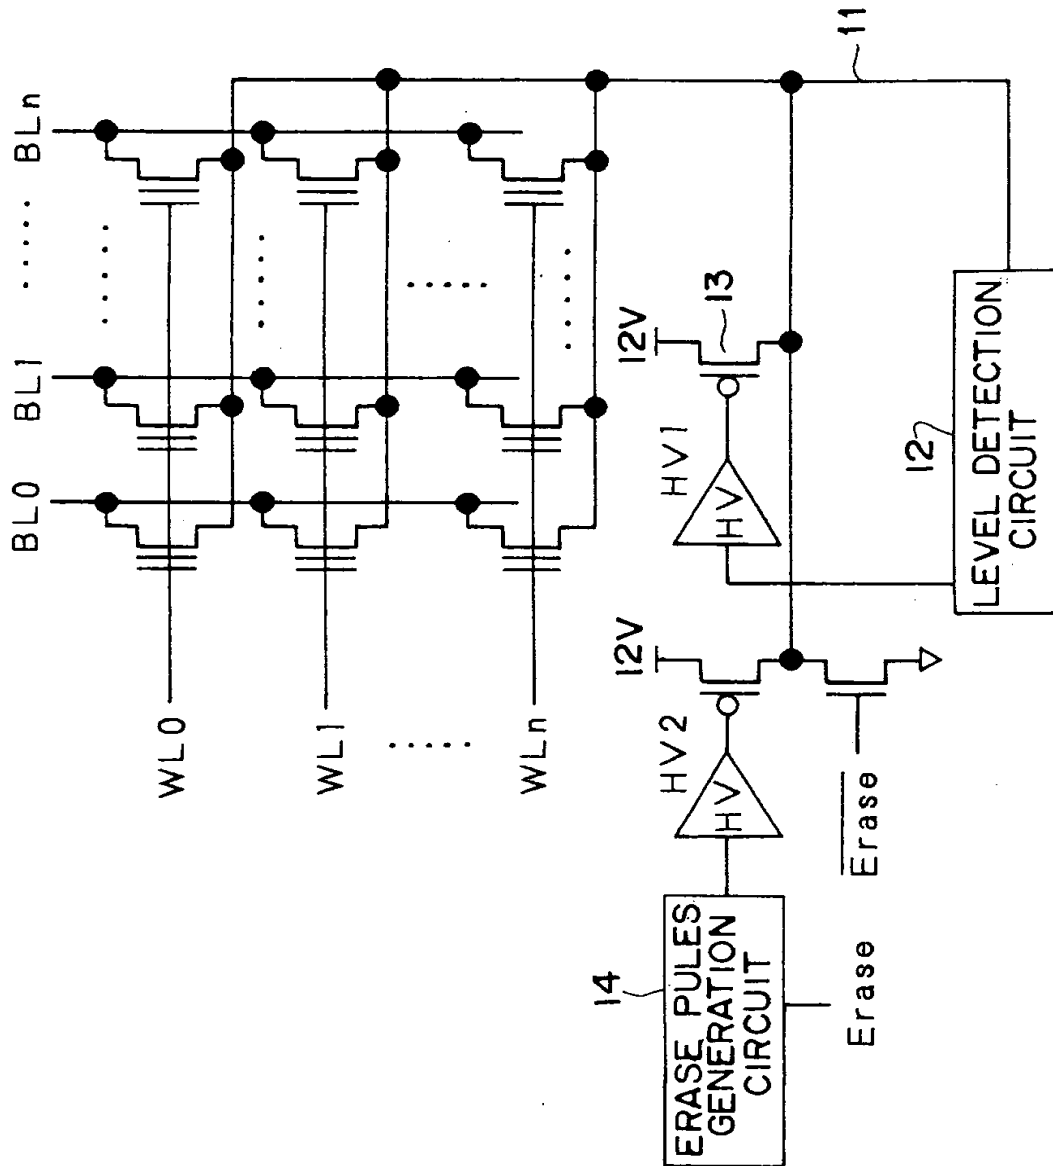 BL0 BL1 ..... BLn
WL0
WL1
.....
WLn
11
12V
13
HV1
HV
12V
HV2
HV
12
LEVEL DETECTION
CIRCUIT
14
ERASE PULES
GENERATION
CIRCUIT
Erase
Erase